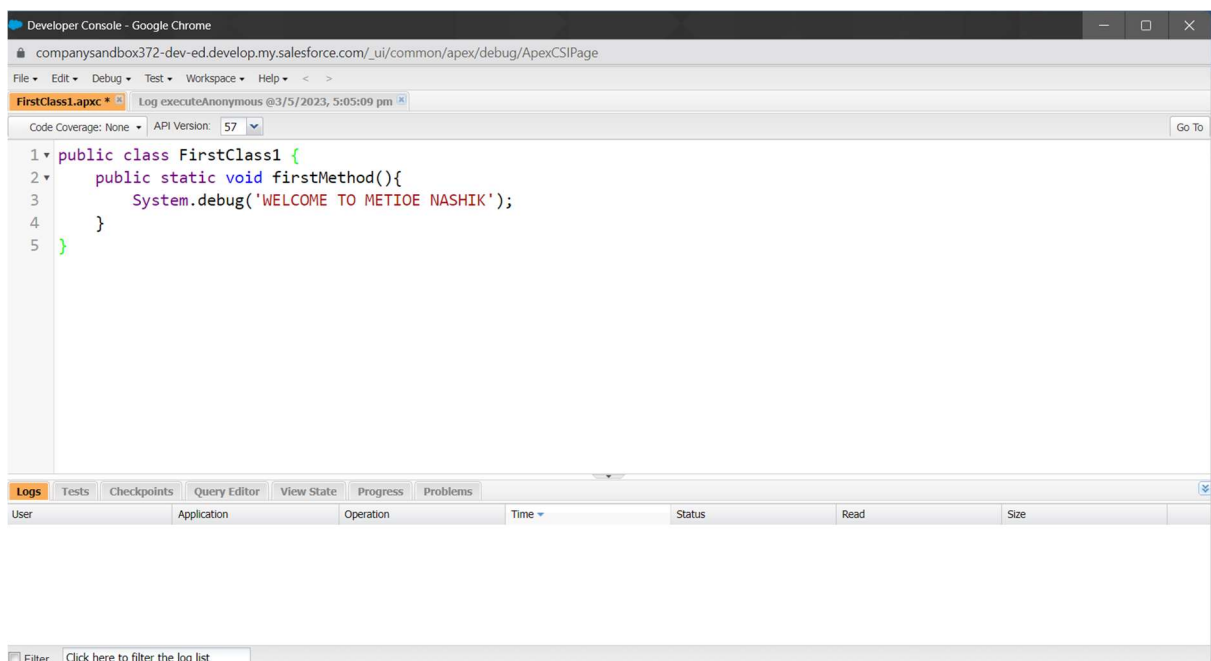 Developer Console - Google Chrome
companysandbox372-dev-ed.develop.my.salesforce.com/_ui/common/apex/debug/ApexCSIPage
File Edit Debug Test Workspace Help < >
FirstClass1.apxc * Log executeAnonymous @3/5/2023, 5:05:09 pm
Code Coverage: None API Version: 57 Go To
1 public class FirstClass1 {
2 public static void firstMethod(){
3 System.debug('WELCOME TO METIOE NASHIK');
4 }
5 }
Logs Tests Checkpoints Query Editor View State Progress Problems
User Application Operation Time Status Read Size
Filter Click here to filter the log list